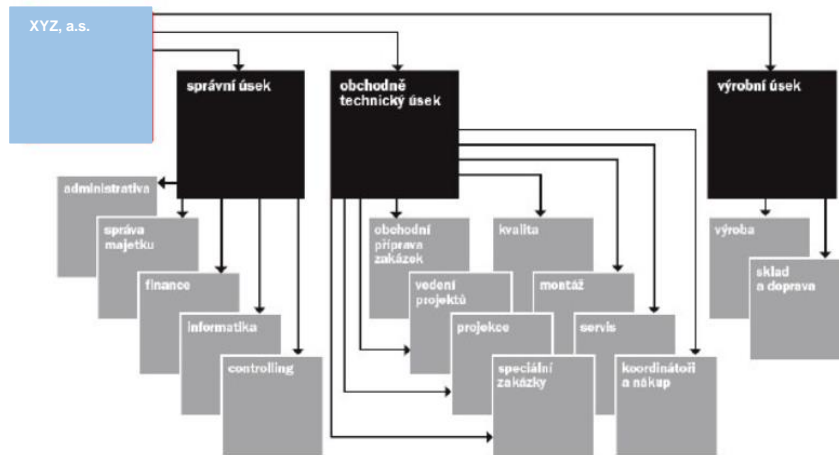 XYZ, a.s.
správní úsek
obchodně
technický úsek
výrobní úsek
administrativa
správa
majetku
finance
informatika
controlling
obchodní
příprava
zakázek
vedení
projektů
projekce
speciální
zakázky
kvalita
montáž
servis
koordinátoři
a nákup
výroba
sklad
a doprava